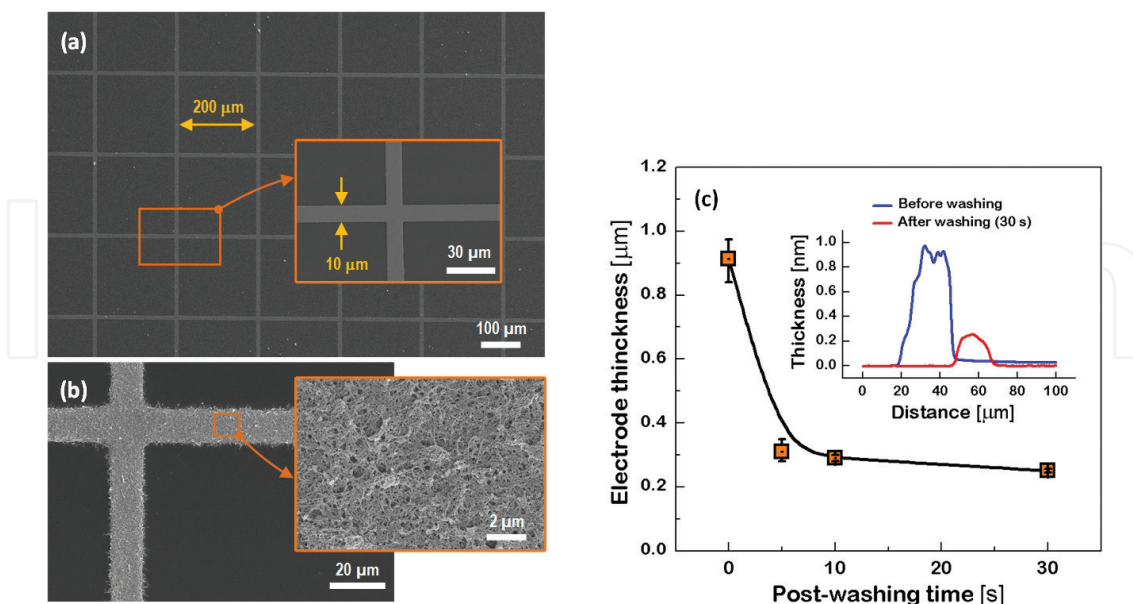 (a)
200 μm
10 μm
30 μm
100 μm
(b)
2 μm
20 μm
(c)
Electrode thinckness [μm]
1.2
1.0
0.8
0.6
0.4
0.2
0.0
0
10
20
30
Post-washing time [s]
Before washing
After washing (30 s)
Thickness [nm]
1.0
0.8
0.6
0.4
0.2
0.0
0
20
40
60
80
100
Distance [μm]